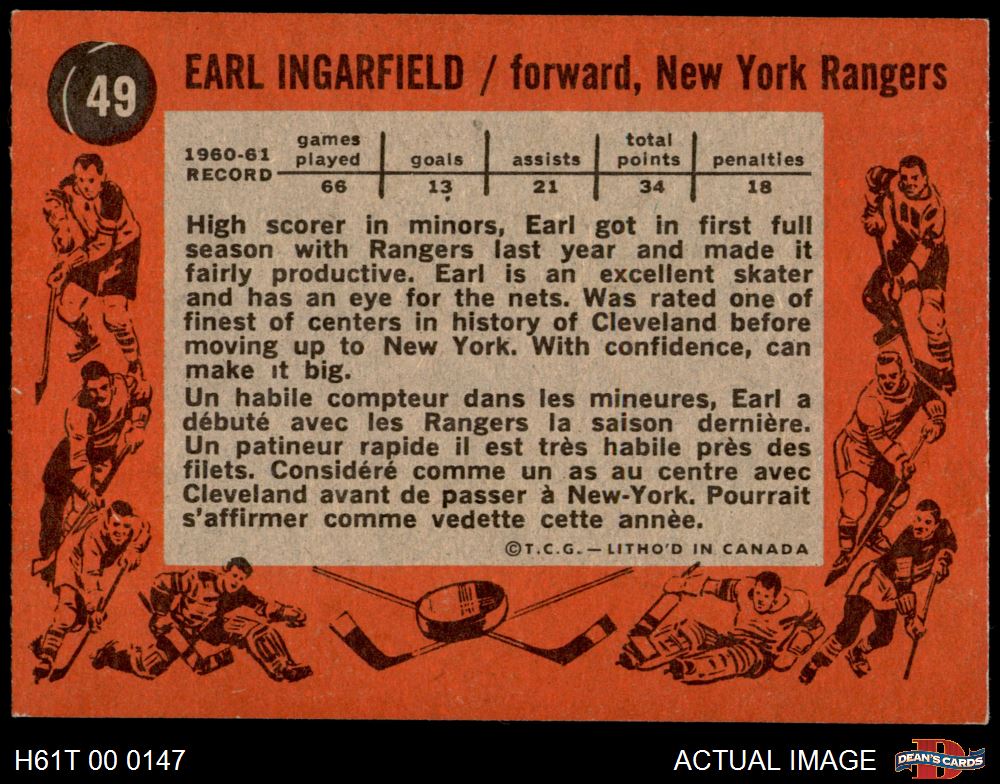 49
EARL INGARFIELD / forward, New York Rangers
1960-61 RECORD
games played goals assists total points penalties
66 13 21 34 18
High scorer in minors, Earl got in first full
season with Rangers last year and made it
fairly productive. Earl is an excellent skater
and has an eye for the nets. Was rated one of
finest of centers in history of Cleveland before
moving up to New York. With confidence, can
make it big.
Un habile compteur dans les mineures, Earl a
débuté avec les Rangers la saison dernière.
Un patineur rapide il est très habile près des
filets. Considéré comme un as au centre avec
Cleveland avant de passer à New-York. Pourrait
s'affirmer comme vedette cette annèe.
©T.C.G.—LITHO'D IN CANADA
H61T 00 0147
ACTUAL IMAGE
DEAN'S CARDS